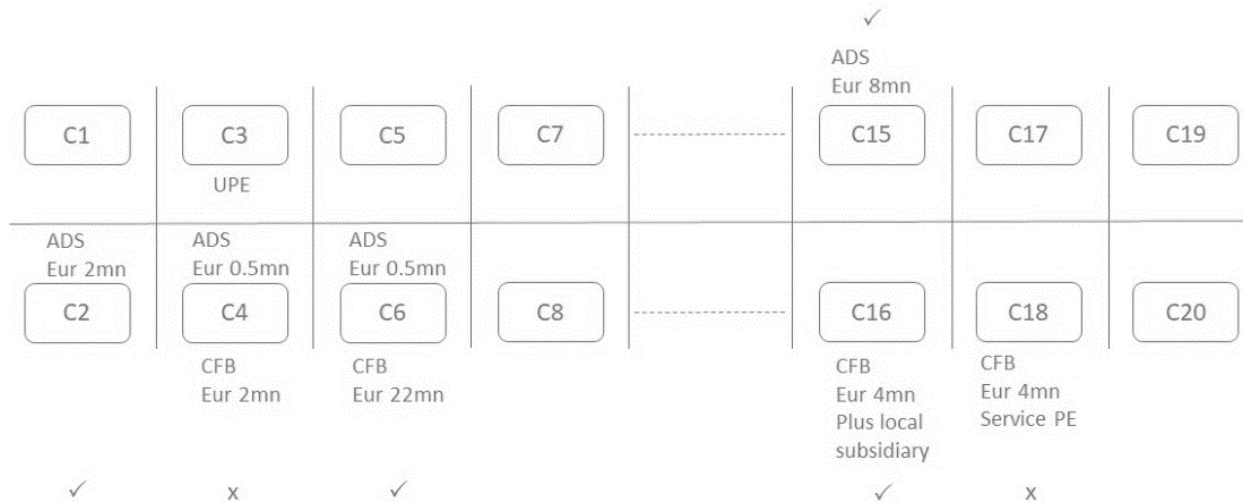 ✓
ADS
Eur 8mn
C1 C3 C5 C7 C15 C17 C19
UPE
ADS ADS ADS
Eur 2mn Eur 0.5mn Eur 0.5mn
C2 C4 C6 C8 C16 C18 C20
CFB CFB CFB CFB
Eur 2mn Eur 22mn Eur 4mn Eur 4mn
Plus local Service PE
subsidiary
✓ x ✓ ✓ x